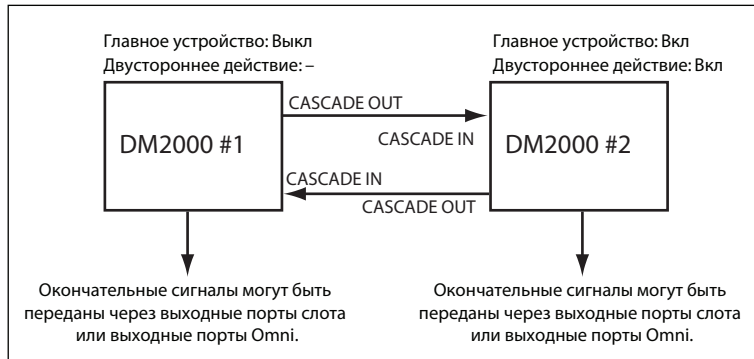 Главное устройство: Выкл
Двустороннее действие: –
Главное устройство: Вкл
Двустороннее действие: Вкл
DM2000 #1
CASCADE OUT
CASCADE IN
DM2000 #2
CASCADE IN
CASCADE OUT
Окончательные сигналы могут быть
переданы через выходные порты слота
или выходные порты Omni.
Окончательные сигналы могут быть
переданы через выходные порты слота
или выходные порты Omni.